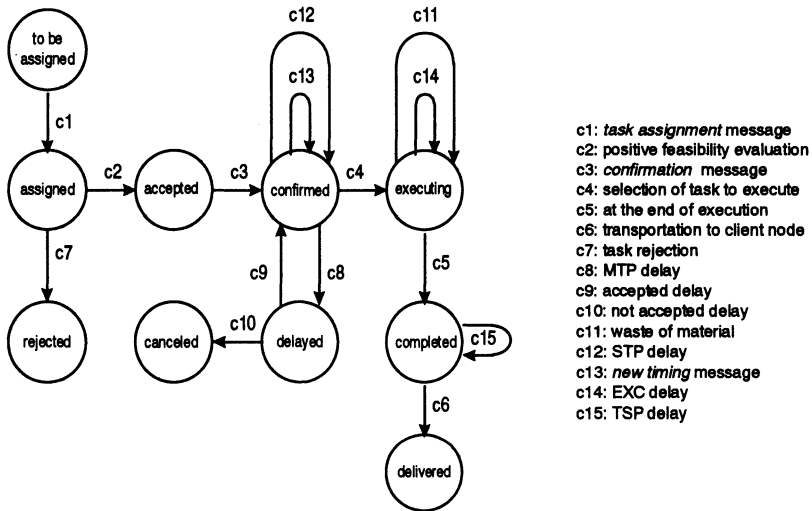 c12
c11
to be
assigned
c13
c14
c1
c2
c3
c4
assigned
accepted
confirmed
executing
c7
c9
c8
c5
rejected
canceled
c10
delayed
completed
c15
c6
delivered
c1: task assignment message
c2: positive feasibility evaluation
c3: confirmation message
c4: selection of task to execute
c5: at the end of execution
c6: transportation to client node
c7: task rejection
c8: MTP delay
c9: accepted delay
c10: not accepted delay
c11: waste of material
c12: STP delay
c13: new timing message
c14: EXC delay
c15: TSP delay